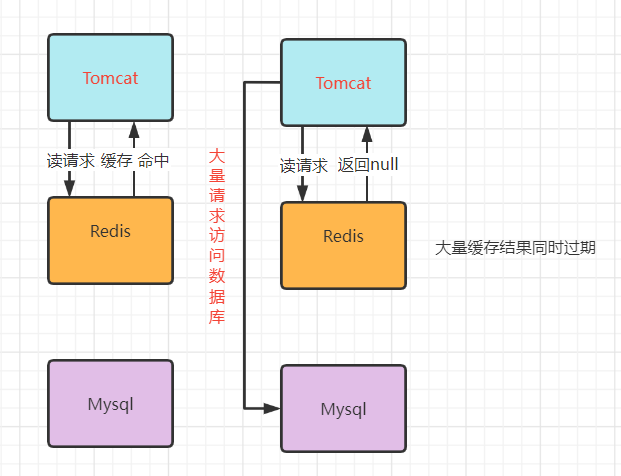 Tomcat
读请求 缓存 命中
Redis
Mysql
大量请求访问数据库
Tomcat
读请求 返回null
Redis
Mysql
大量缓存结果同时过期